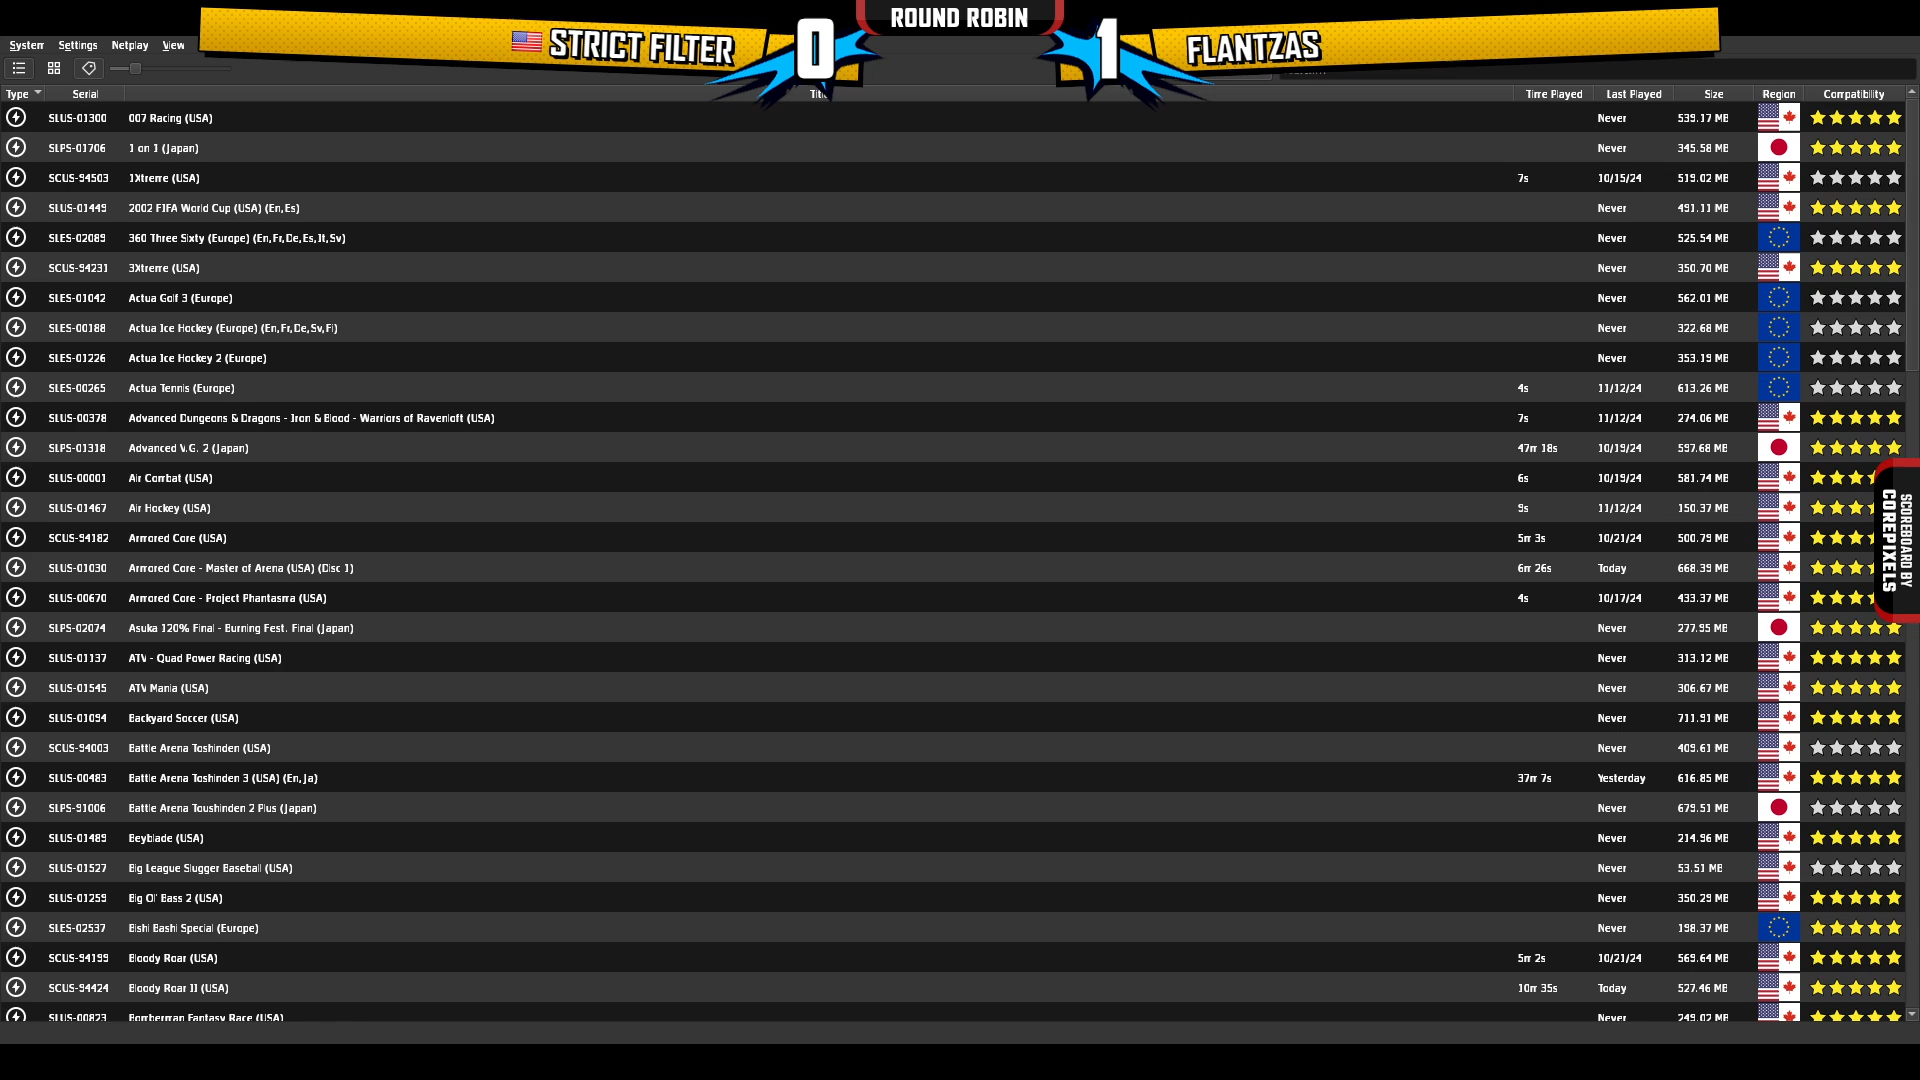 ROUND ROBIN
STRICT FILTER 0 1 FLANTZAS
System Settings Netplay View
Type Serial Time Played Last Played Size Region Compatibility
SLUS-01300 007 Racing (USA) Never 539.17 MB
SLPS-01706 1 on 1 (Japan) Never 345.58 MB
SCUS-94503 1Xtreme (USA) 7s 10/15/24 519.02 MB
SLUS-01449 2002 FIFA World Cup (USA) (En,Es) Never 491.11 MB
SLES-02089 360 Three Sixty (Europe) (En,Fr,De,Es,It,Sv) Never 525.54 MB
SCUS-94231 3Xtreme (USA) Never 350.70 MB
SLES-01042 Actua Golf 3 (Europe) Never 562.01 MB
SLES-00188 Actua Ice Hockey (Europe) (En,Fr,De,Sv,Fi) Never 322.68 MB
SLES-01226 Actua Ice Hockey 2 (Europe) Never 353.19 MB
SLES-00265 Actua Tennis (Europe) 4s 11/12/24 613.26 MB
SLUS-00378 Advanced Dungeons & Dragons - Iron & Blood - Warriors of Ravenloft (USA) 7s 11/12/24 274.06 MB
SLPS-01318 Advanced V.G. 2 (Japan) 47m 18s 10/19/24 597.68 MB
SLUS-00001 Air Combat (USA) 6s 10/19/24 581.74 MB
SLUS-01467 Air Hockey (USA) 9s 11/12/24 150.37 MB
SCUS-94182 Armored Core (USA) 5m 3s 10/21/24 500.79 MB
SLUS-01030 Armored Core - Master of Arena (USA) (Disc 1) 6m 26s Today 668.39 MB
SLUS-00670 Armored Core - Project Phantasma (USA) 4s 10/17/24 433.37 MB
SLPS-02074 Asuka 120% Final - Burning Fest. Final (Japan) Never 277.95 MB
SLUS-01137 ATV - Quad Power Racing (USA) Never 313.12 MB
SLUS-01545 ATV Mania (USA) Never 306.67 MB
SLUS-01094 Backyard Soccer (USA) Never 711.91 MB
SCUS-94003 Battle Arena Toshinden (USA) Never 409.61 MB
SLUS-00483 Battle Arena Toshinden 3 (USA) (En,Ja) 37m 7s Yesterday 616.85 MB
SLPS-91006 Battle Arena Toushinden 2 Plus (Japan) Never 679.51 MB
SLUS-01489 Beyblade (USA) Never 214.96 MB
SLUS-01527 Big League Slugger Baseball (USA) Never 53.51 MB
SLUS-01259 Big Ol' Bass 2 (USA) Never 350.29 MB
SLES-02537 Bishi Bashi Special (Europe) Never 198.37 MB
SCUS-94199 Bloody Roar (USA) 5m 2s 10/21/24 569.64 MB
SCUS-94424 Bloody Roar II (USA) 10m 35s Today 527.46 MB
SLUS-00823 Bomberman Fantasy Race (USA) Never 249.02 MB
SCOREBOARD BY
COREPIXELS